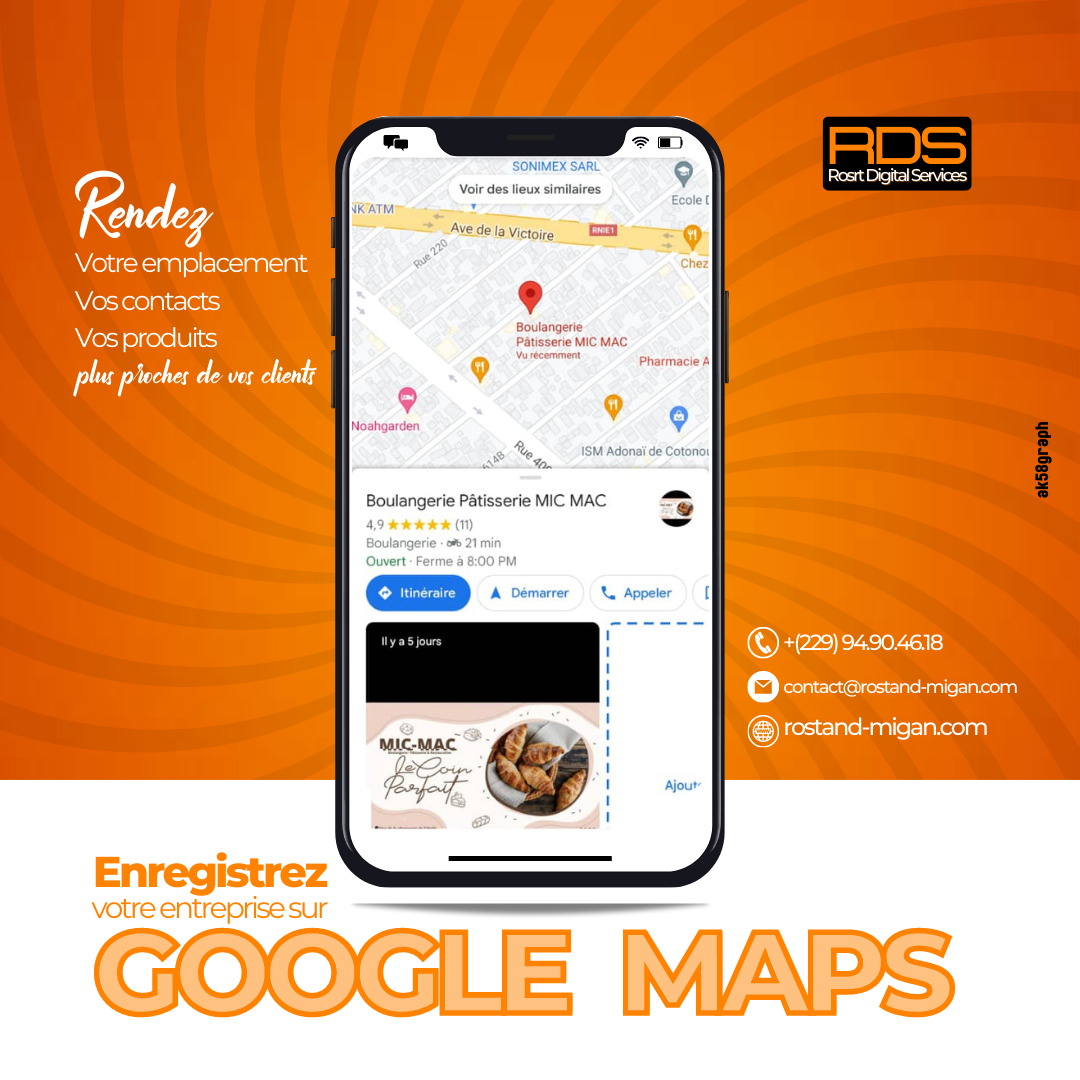 RDS
Rosrt Digital Services
Rendez
Votre emplacement
Vos contacts
Vos produits
plus proches de vos clients
SONIMEX SARL
Voir des lieux similaires
Ecole D
NK ATM
Ave de la Victoire
RNIE1
Rue 220
Chez
Boulangerie
Pâtisserie MIC MAC
Vu récemment
Pharmacie A
Noahgarden
ISM Adonaï de Cotonou
6148
Rue 400
Boulangerie Pâtisserie MIC MAC
4,9 ★★★★★ (11)
Boulangerie · 21 min
Ouvert · Ferme à 8:00 PM
Itinéraire
Démarrer
Appeler
Il y a 5 jours
MIC-MAC
Le Coin
Parfait
Ajout
ak58graph
+(229) 94.90.46.18
contact@rostand-migan.com
rostand-migan.com
Enregistrez
votre entreprise sur
GOOGLE MAPS